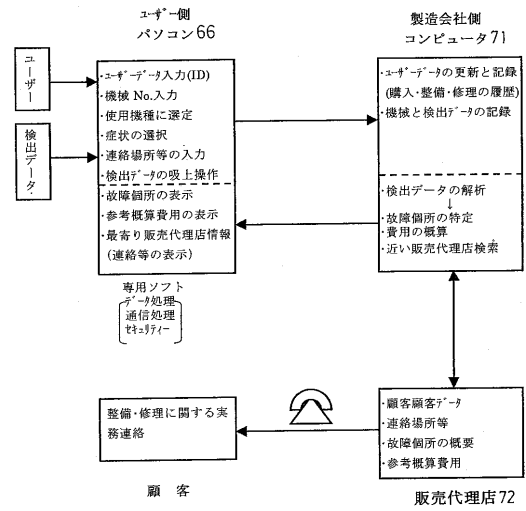 ユーザー側
パソコン66
製造会社側
コンピュータ71
ユーザー
検出データ
・ユーザーデータ入力(ID)
・機械 No.入力
・使用機種に選定
・症状の選択
・連絡場所等の入力
・検出データの吸上操作
・故障個所の表示
・参考概算費用の表示
・最寄り販売代理店情報
(連絡等の表示)
・ユーザーデータの更新と記録
(購入・整備・修理の履歴)
・機械と検出データの記録
・検出データの解析
↓
・故障個所の特定
・費用の概算
・近い販売代理店検索
専用ソフト
データ処理
通信処理
セキュリティー
整備・修理に関する実
務連絡
顧 客
・顧客顧客データ
・連絡場所等
・故障個所の概要
・参考概算費用
販売代理店72